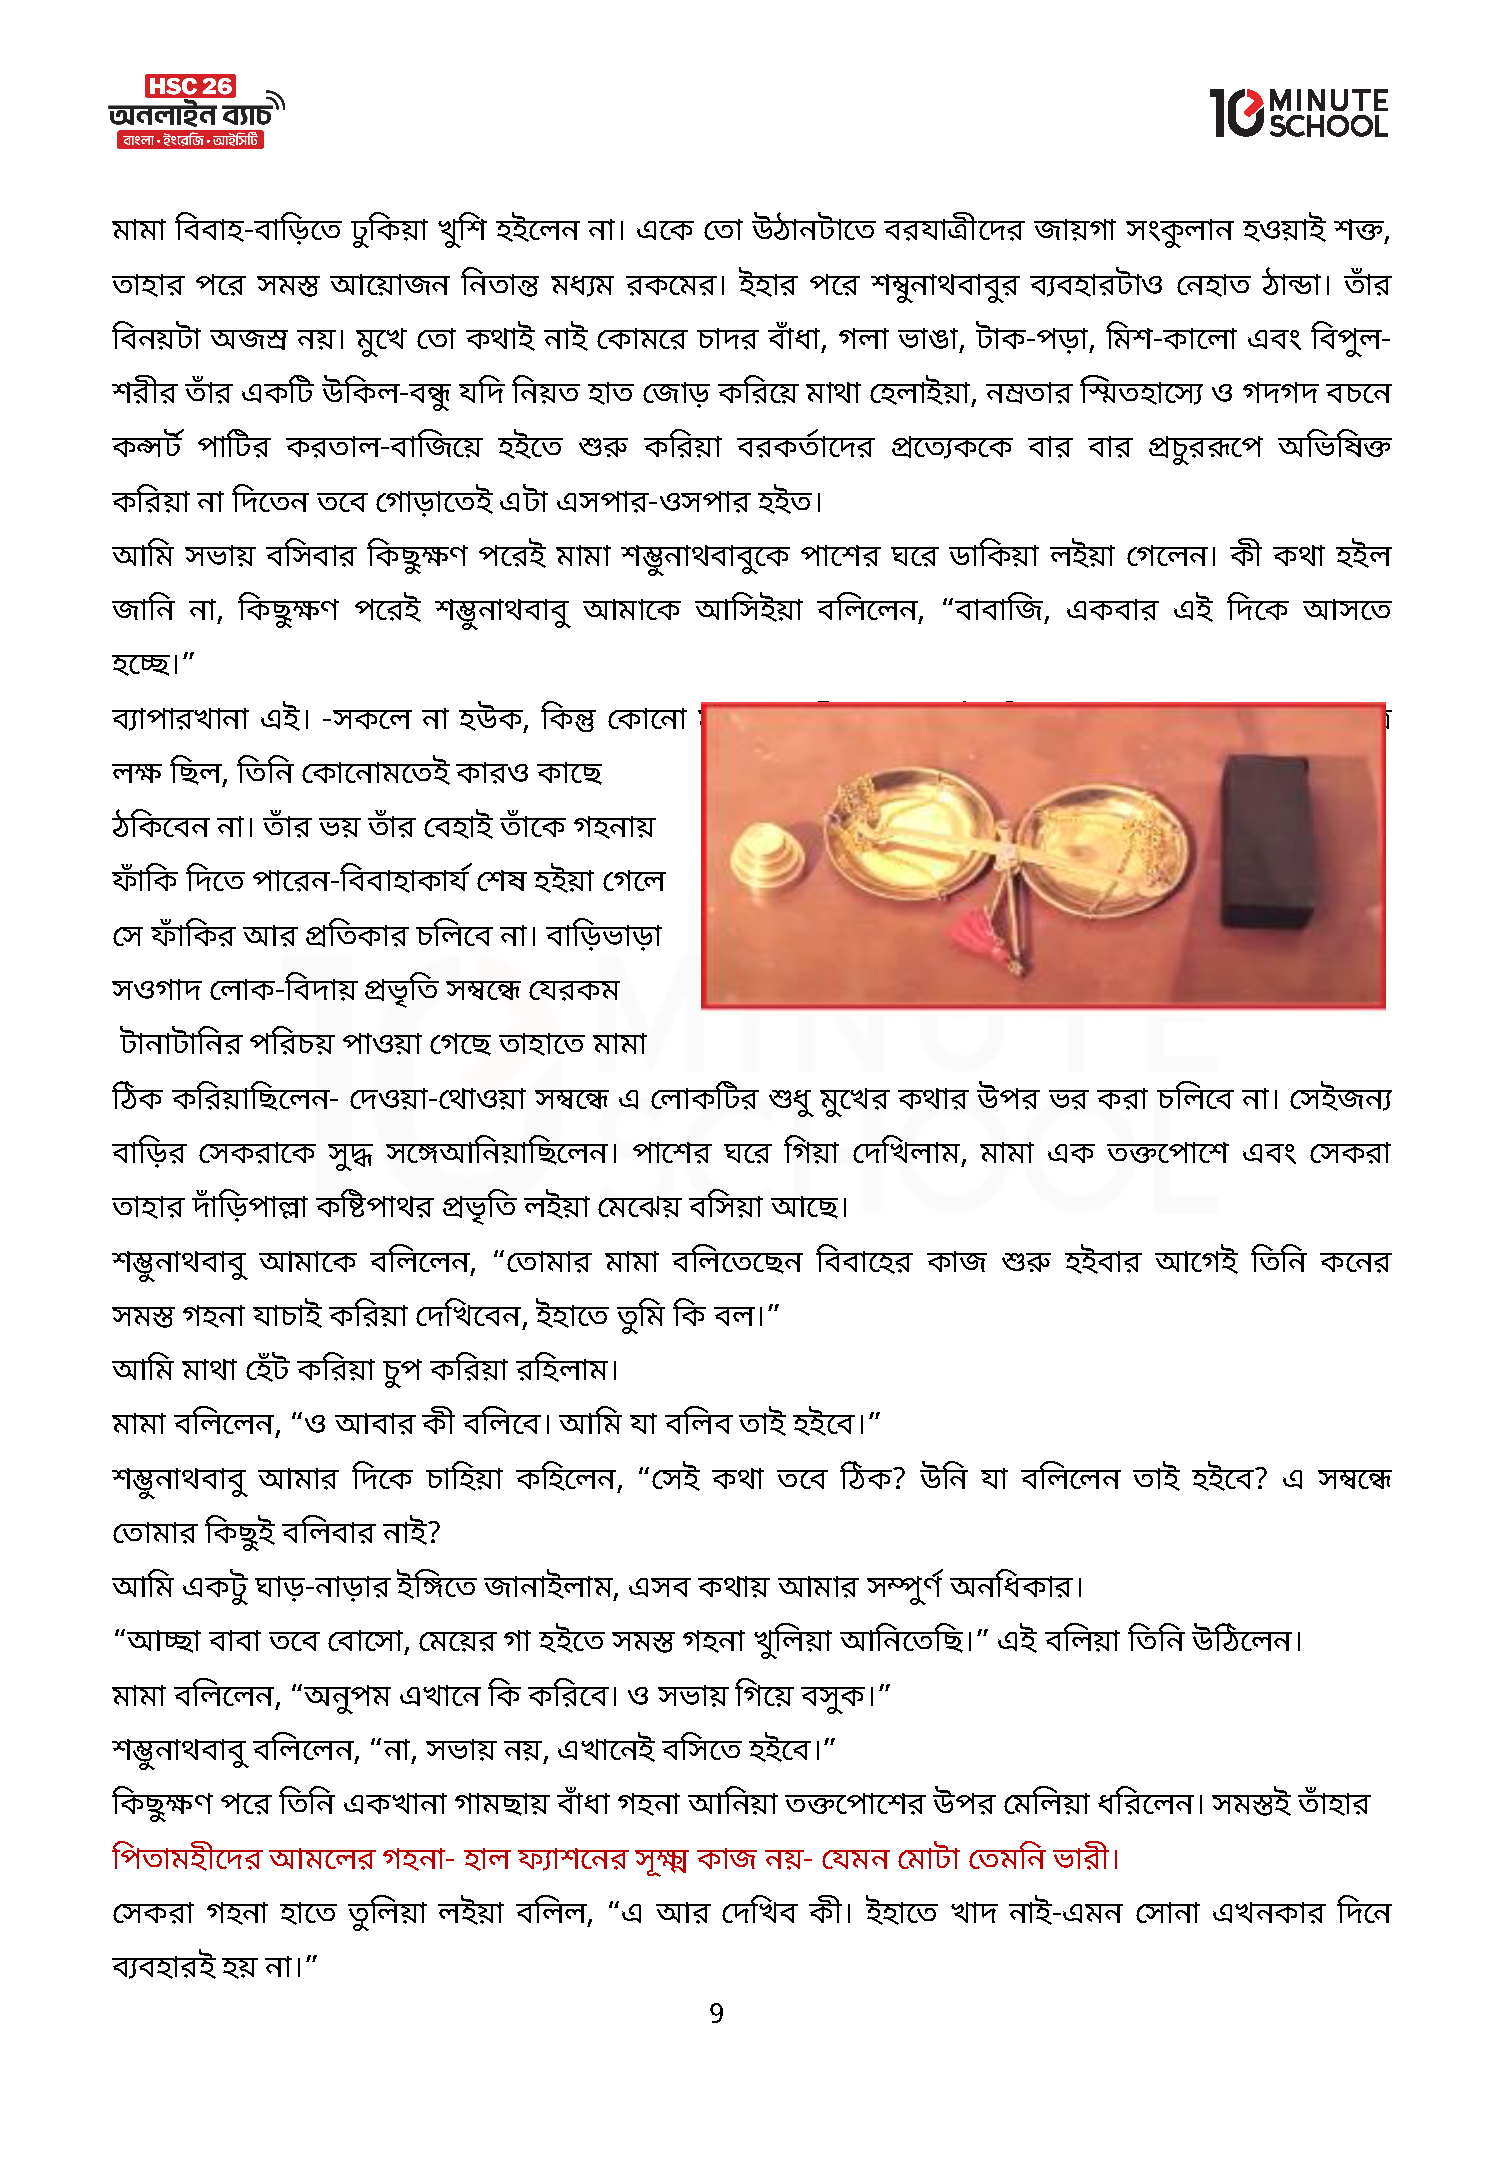 HSC 26
অনলাইন ব্যাচ
বাংলা • ইংরেজি • আইসিটি
10 MINUTE SCHOOL
মামা বিবাহ-বাড়িতে ঢুকিয়া খুশি হইলেন না। একে তো উঠানটাতে বরযাত্রীদের জায়গা সংকুলান হওয়াই শক্ত,
তাহার পরে সমস্ত আয়োজন নিতান্ত মধ্যম রকমের। ইহার পরে শম্বুনাথবাবুর ব্যবহারটাও নেহাত ঠান্ডা। তাঁর
বিনয়টা অজস্র নয়। মুখে তো কথাই নাই কোমরে চাদর বাঁধা, গলা ভাঙা, টাক-পড়া, মিশ-কালো এবং বিপুল-
শরীর তাঁর একটি উকিল-বন্ধু যদি নিয়ত হাত জোড় করিয়ে মাথা হেলাইয়া, নম্রতার স্মিতহাস্যে ও গদগদ বচনে
কন্সর্ট পাটির করতাল-বাজিয়ে হইতে শুরু করিয়া বরকর্তাদের প্রত্যেককে বার বার প্রচুররূপে অভিষিক্ত
করিয়া না দিতেন তবে গোড়াতেই এটা এসপার-ওসপার হইত।
আমি সভায় বসিবার কিছুক্ষণ পরেই মামা শম্ভুনাথবাবুকে পাশের ঘরে ডাকিয়া লইয়া গেলেন। কী কথা হইল
জানি না, কিছুক্ষণ পরেই শম্ভুনাথবাবু আমাকে আসিইয়া বলিলেন, “বাবাজি, একবার এই দিকে আসতে
হচ্ছে।”
ব্যাপারখানা এই। -সকলে না হউক, কিন্তু কোনো
লক্ষ ছিল, তিনি কোনোমতেই কারও কাছে
ঠকিবেন না। তাঁর ভয় তাঁর বেহাই তাঁকে গহনায়
ফাঁকি দিতে পারেন-বিবাহাকার্য শেষ হইয়া গেলে
সে ফাঁকির আর প্রতিকার চলিবে না। বাড়িভাড়া
সওগাদ লোক-বিদায় প্রভৃতি সম্বন্ধে যেরকম
টানাটানির পরিচয় পাওয়া গেছে তাহাতে মামা
ঠিক করিয়াছিলেন- দেওয়া-থোওয়া সম্বন্ধে এ লোকটির শুধু মুখের কথার উপর ভর করা চলিবে না। সেইজন্য
বাড়ির সেকরাকে সুদ্ধ সঙ্গেআনিয়াছিলেন। পাশের ঘরে গিয়া দেখিলাম, মামা এক তক্তপোশে এবং সেকরা
তাহার দাঁড়িপাল্লা কষ্টিপাথর প্রভৃতি লইয়া মেঝেয় বসিয়া আছে।
শম্ভুনাথবাবু আমাকে বলিলেন, “তোমার মামা বলিতেছেন বিবাহের কাজ শুরু হইবার আগেই তিনি কনের
সমস্ত গহনা যাচাই করিয়া দেখিবেন, ইহাতে তুমি কি বল।”
আমি মাথা হেঁট করিয়া চুপ করিয়া রহিলাম।
মামা বলিলেন, “ও আবার কী বলিবে। আমি যা বলিব তাই হইবে।”
শম্ভুনাথবাবু আমার দিকে চাহিয়া কহিলেন, “সেই কথা তবে ঠিক? উনি যা বলিলেন তাই হইবে? এ সম্বন্ধে
তোমার কিছুই বলিবার নাই?
আমি একটু ঘাড়-নাড়ার ইঙ্গিতে জানাইলাম, এসব কথায় আমার সম্পুর্ণ অনধিকার।
“আচ্ছা বাবা তবে বোসো, মেয়ের গা হইতে সমস্ত গহনা খুলিয়া আনিতেছি।” এই বলিয়া তিনি উঠিলেন।
মামা বলিলেন, “অনুপম এখানে কি করিবে। ও সভায় গিয়ে বসুক।”
শম্ভুনাথবাবু বলিলেন, “না, সভায় নয়, এখানেই বসিতে হইবে।”
কিছুক্ষণ পরে তিনি একখানা গামছায় বাঁধা গহনা আনিয়া তক্তপোশের উপর মেলিয়া ধরিলেন। সমস্তই তাঁহার
পিতামহীদের আমলের গহনা- হাল ফ্যাশনের সূক্ষ্ম কাজ নয়- যেমন মোটা তেমনি ভারী।
সেকরা গহনা হাতে তুলিয়া লইয়া বলিল, “এ আর দেখিব কী। ইহাতে খাদ নাই-এমন সোনা এখনকার দিনে
ব্যবহারই হয় না।”
9